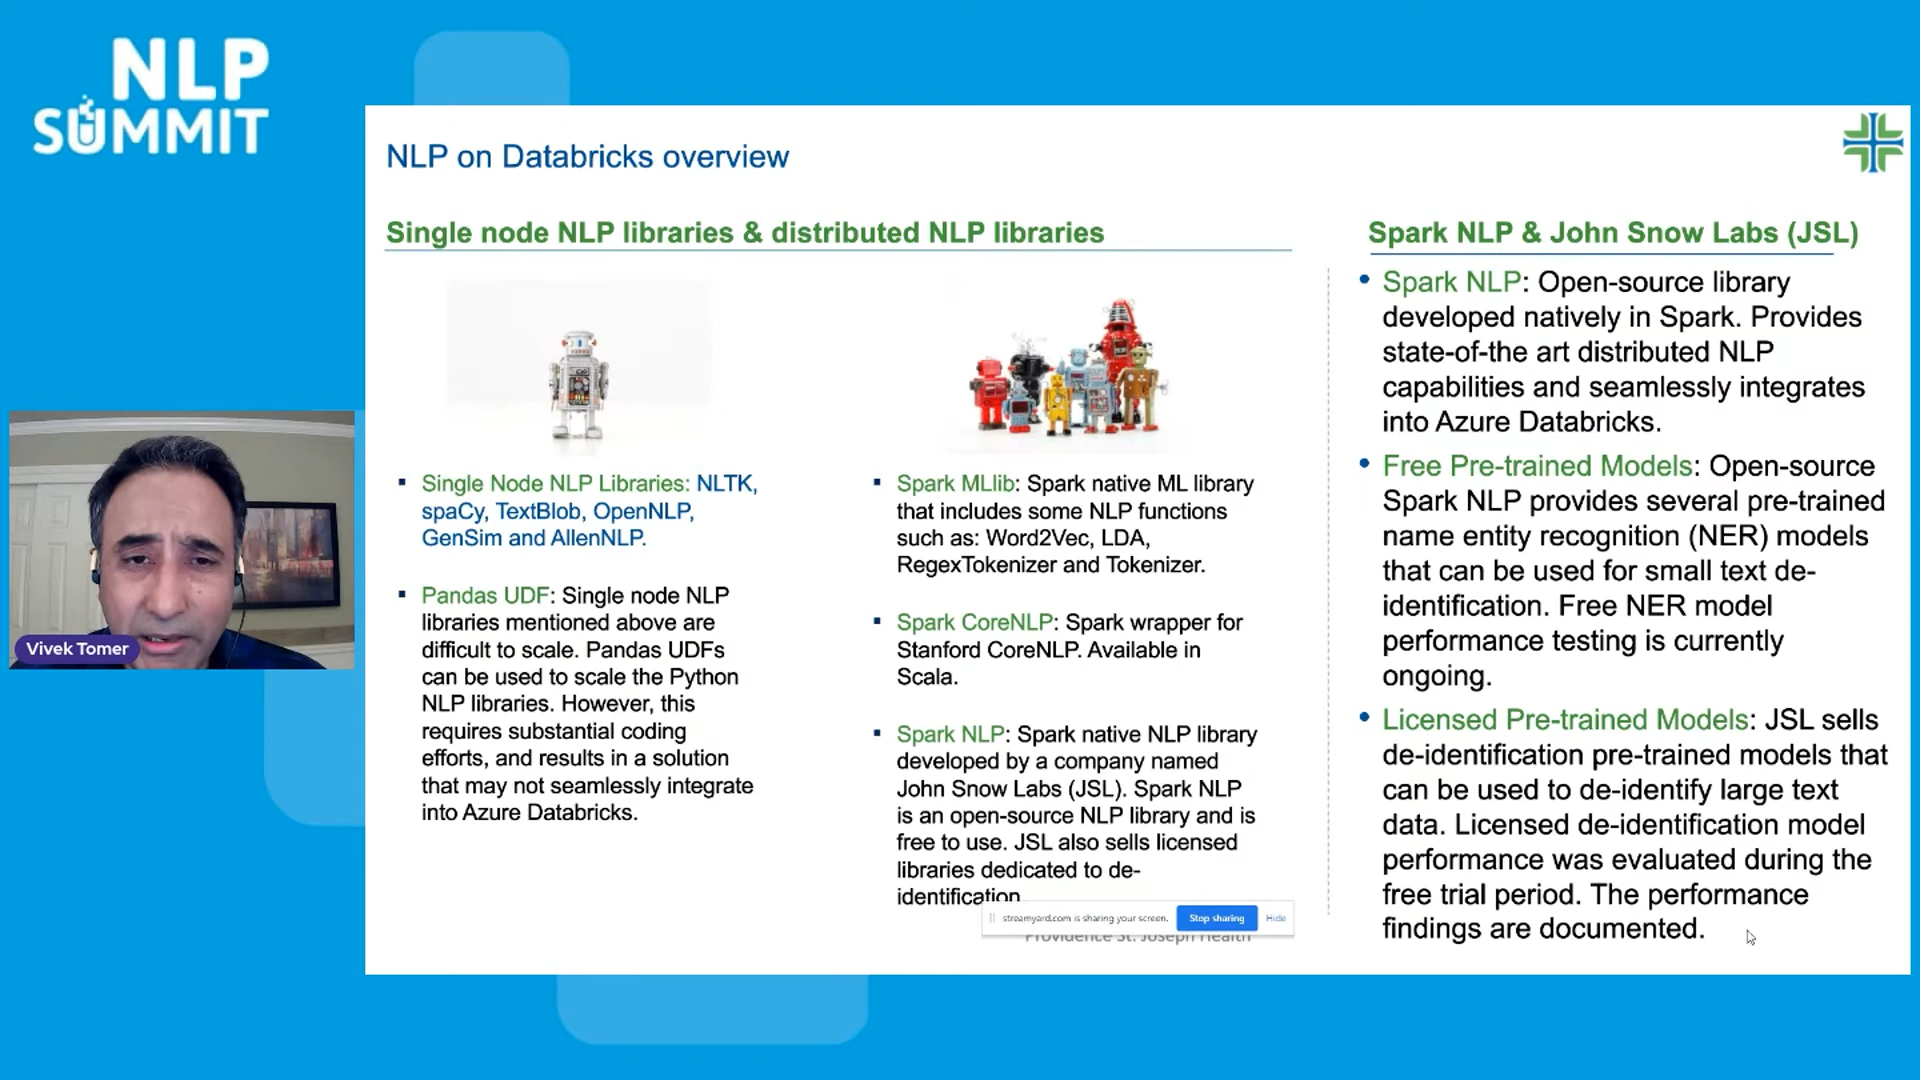 NLP
SUMMIT
NLP on Databricks overview
Single node NLP libraries & distributed NLP libraries
Single Node NLP Libraries: NLTK,
spaCy, TextBlob, OpenNLP,
GenSim and AllenNLP.
Pandas UDF: Single node NLP
libraries mentioned above are
difficult to scale. Pandas UDFs
can be used to scale the Python
NLP libraries. However, this
requires substantial coding
efforts, and results in a solution
that may not seamlessly integrate
into Azure Databricks.
Spark MLlib: Spark native ML library
that includes some NLP functions
such as: Word2Vec, LDA,
RegexTokenizer and Tokenizer.
Spark CoreNLP: Spark wrapper for
Stanford CoreNLP. Available in
Scala.
Spark NLP: Spark native NLP library
developed by a company named
John Snow Labs (JSL). Spark NLP
is an open-source NLP library and is
free to use. JSL also sells licensed
libraries dedicated to de-
identification
Spark NLP & John Snow Labs (JSL)
Spark NLP: Open-source library
developed natively in Spark. Provides
state-of-the art distributed NLP
capabilities and seamlessly integrates
into Azure Databricks.
Free Pre-trained Models: Open-source
Spark NLP provides several pre-trained
name entity recognition (NER) models
that can be used for small text de-
identification. Free NER model
performance testing is currently
ongoing.
Licensed Pre-trained Models: JSL sells
de-identification pre-trained models that
can be used to de-identify large text
data. Licensed de-identification model
performance was evaluated during the
free trial period. The performance
findings are documented.
Vivek Tomer
streamyard.com is sharing your screen.
Stop sharing
Hide
Providence St. Joseph Health